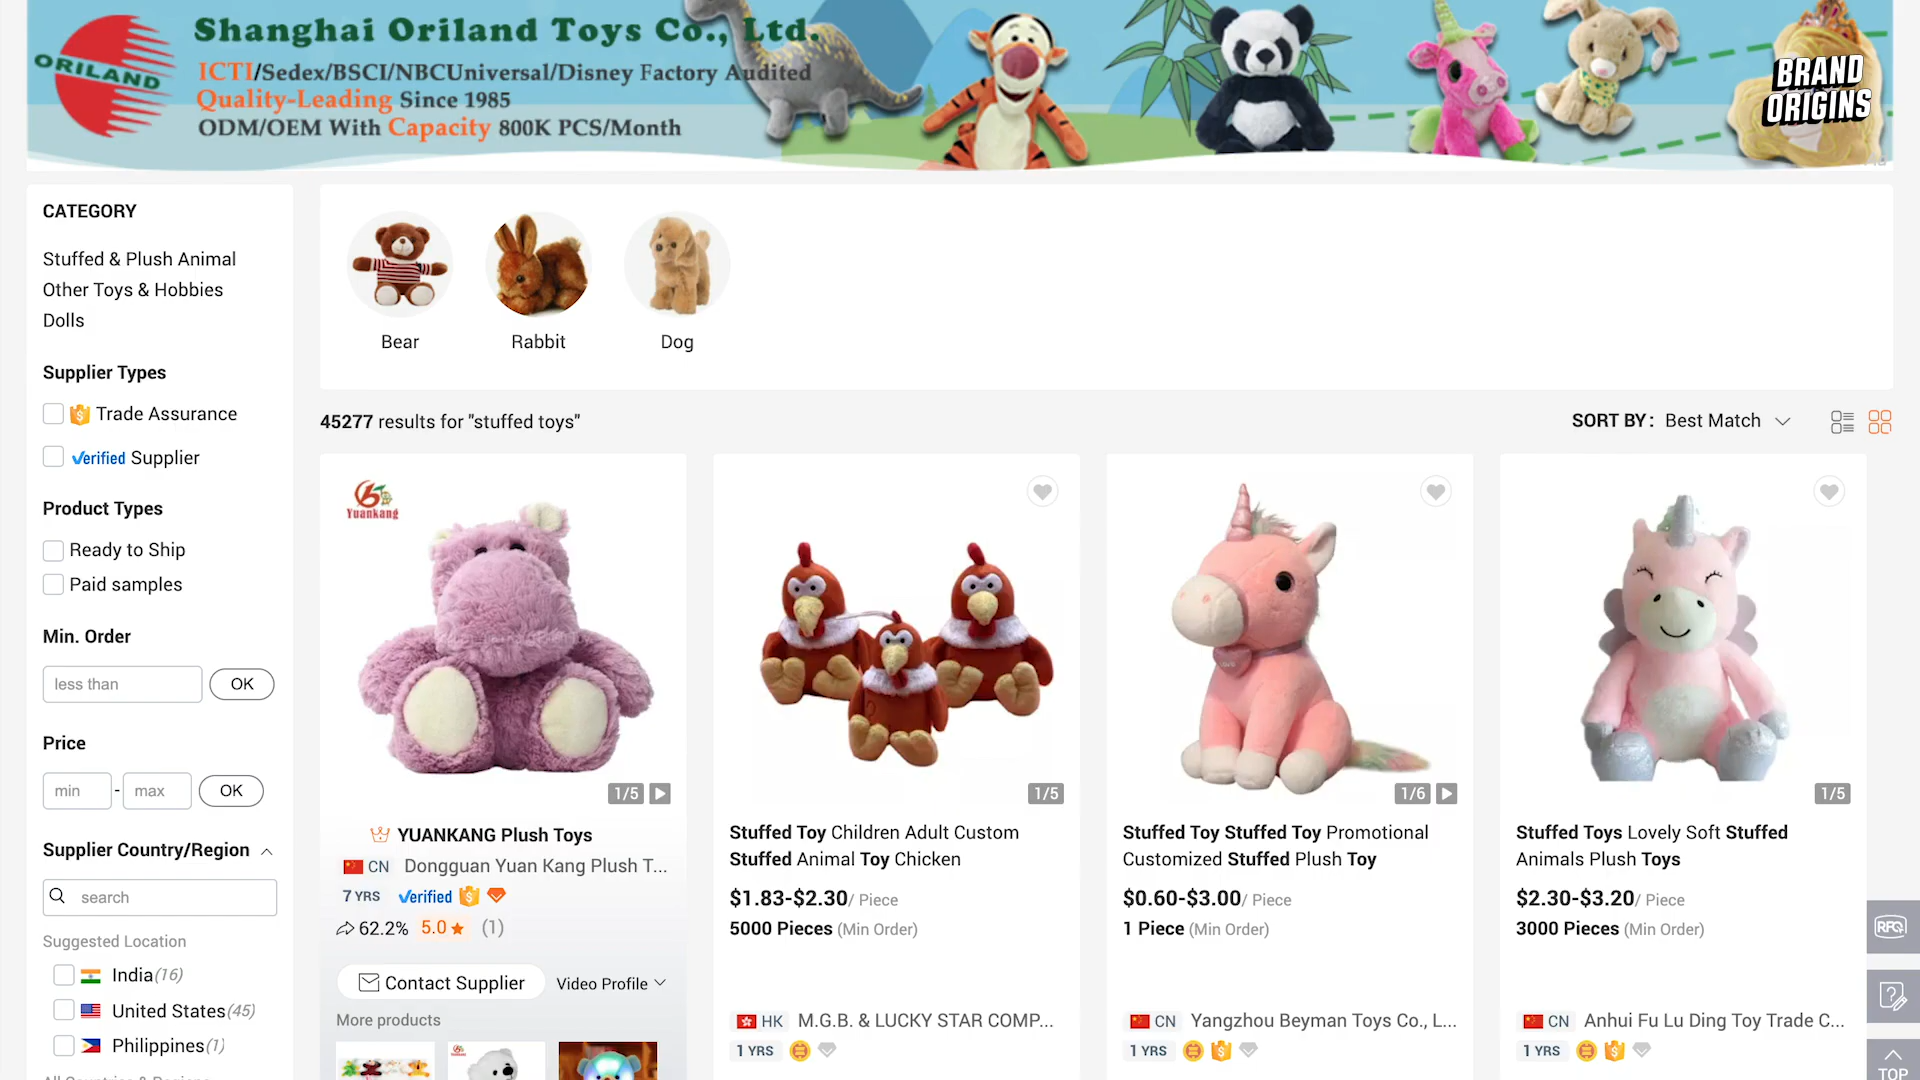 Shanghai Oriland Toys Co., Ltd.
ORILAND
ICTI/Sedex/BSCI/NBCUniversal/Disney Factory Audited
Quality-Leading Since 1985
ODM/OEM With Capacity 800K PCS/Month
BRAND
ORIGINS
CATEGORY
Stuffed & Plush Animal
Other Toys & Hobbies
Dolls
Supplier Types
Trade Assurance
Verified Supplier
Product Types
Ready to Ship
Paid samples
Min. Order
less than
OK
Price
min - max
OK
Supplier Country/Region
search
Suggested Location
India(16)
United States(45)
Philippines(1)
Bear
Rabbit
Dog
45277 results for "stuffed toys"
SORT BY: Best Match
Yuankang
1/5
YUANKANG Plush Toys
CN Dongguan Yuan Kang Plush T...
7 YRS Verified
62.2% 5.0 (1)
Contact Supplier
Video Profile
More products
1/5
Stuffed Toy Children Adult Custom
Stuffed Animal Toy Chicken
$1.83-$2.30/ Piece
5000 Pieces (Min Order)
HK M.G.B. & LUCKY STAR COMP...
1 YRS
1/6
Stuffed Toy Stuffed Toy Promotional
Customized Stuffed Plush Toy
$0.60-$3.00/ Piece
1 Piece (Min Order)
CN Yangzhou Beyman Toys Co., L...
1 YRS
1/5
Stuffed Toys Lovely Soft Stuffed
Animals Plush Toys
$2.30-$3.20/ Piece
3000 Pieces (Min Order)
CN Anhui Fu Lu Ding Toy Trade C...
1 YRS
RFQ
TOP